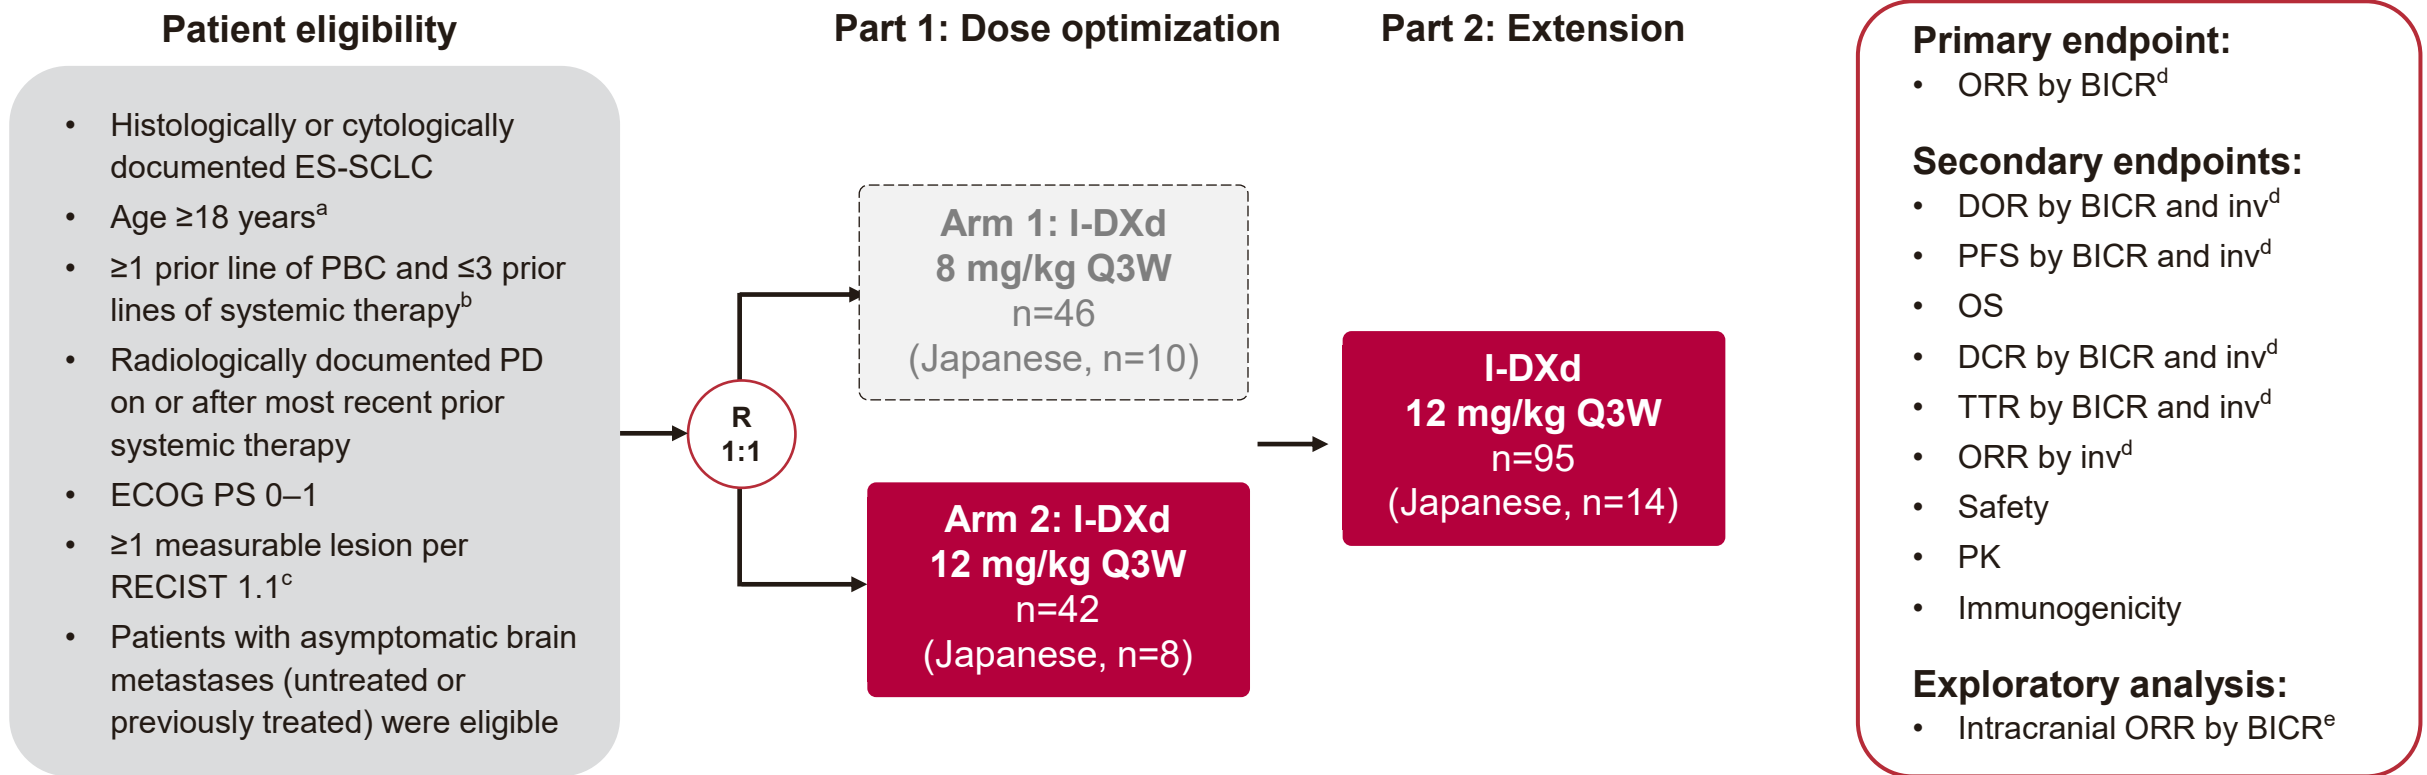 Patient eligibility
• Histologically or cytologically
documented ES-SCLC
• Age ≥18 yearsᵃ
• ≥1 prior line of PBC and ≤3 prior
lines of systemic therapyᵇ
• Radiologically documented PD
on or after most recent prior
systemic therapy
• ECOG PS 0–1
• ≥1 measurable lesion per
RECIST 1.1ᶜ
• Patients with asymptomatic brain
metastases (untreated or
previously treated) were eligible
R
1:1
Part 1: Dose optimization
Arm 1: I-DXd
8 mg/kg Q3W
n=46
(Japanese, n=10)
Arm 2: I-DXd
12 mg/kg Q3W
n=42
(Japanese, n=8)
Part 2: Extension
I-DXd
12 mg/kg Q3W
n=95
(Japanese, n=14)
Primary endpoint:
• ORR by BICRᵈ
Secondary endpoints:
• DOR by BICR and invᵈ
• PFS by BICR and invᵈ
• OS
• DCR by BICR and invᵈ
• TTR by BICR and invᵈ
• ORR by invᵈ
• Safety
• PK
• Immunogenicity
Exploratory analysis:
• Intracranial ORR by BICRᵉ